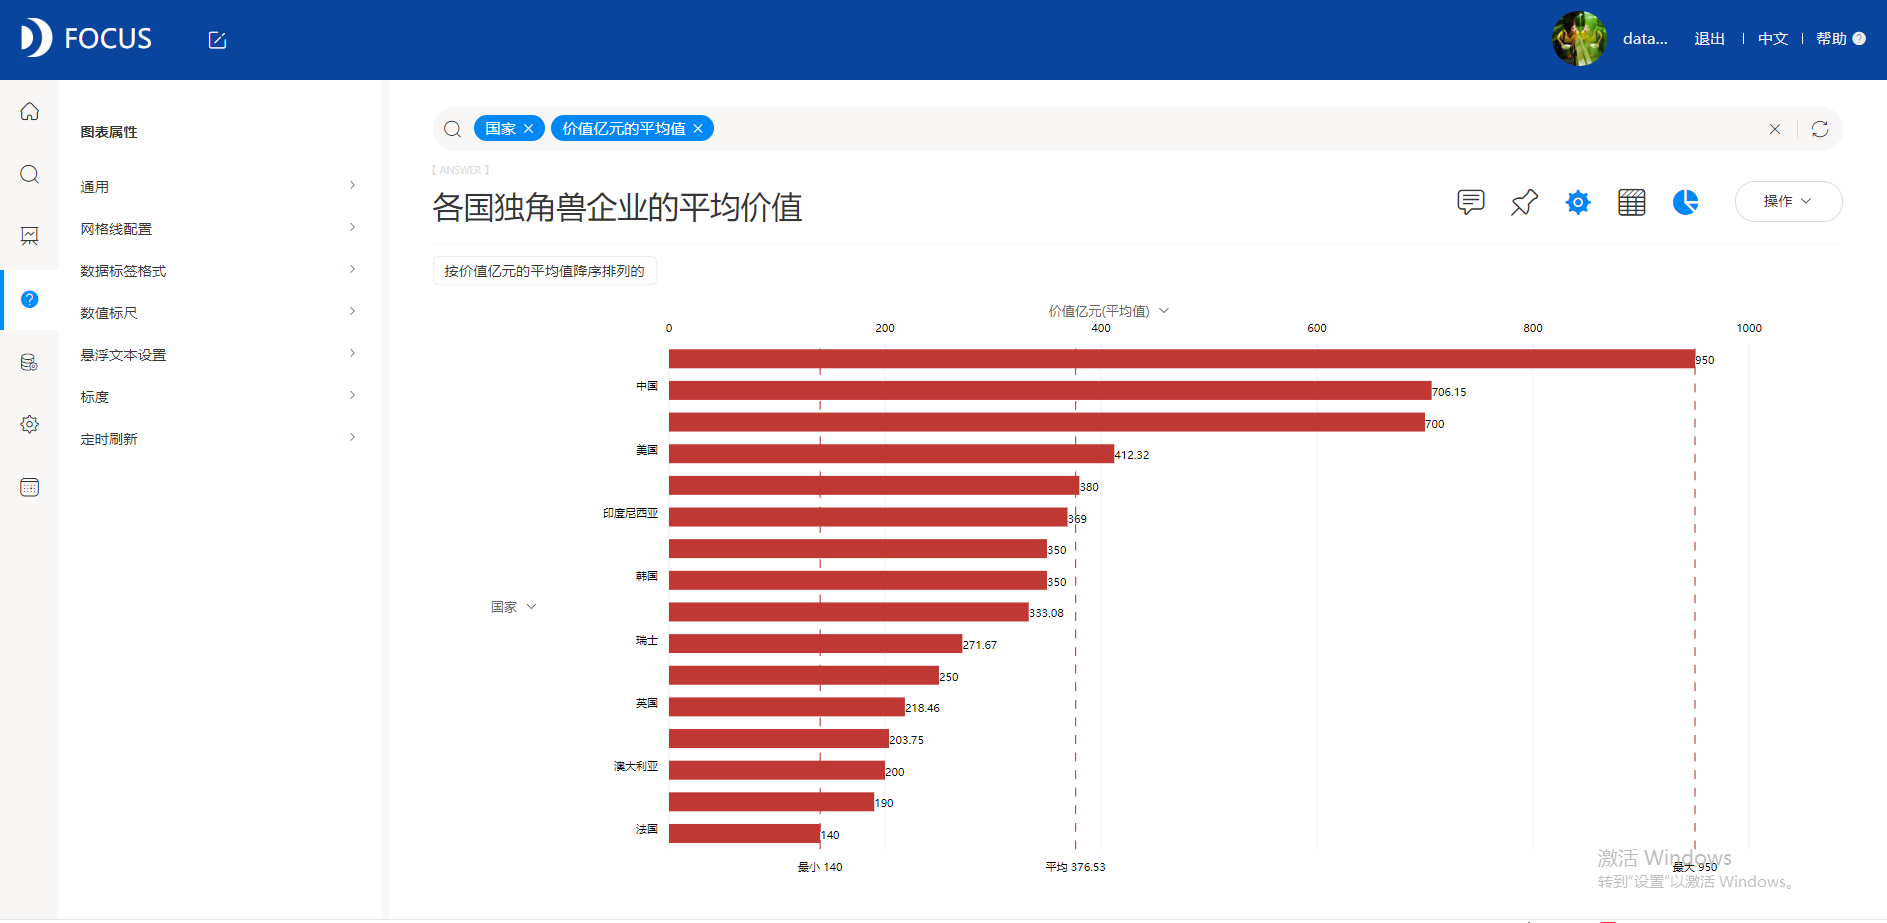 FOCUS
data...
退出
中文
帮助
图表属性
通用
网格线配置
数据标签格式
数值标尺
悬浮文本设置
标度
定时刷新
国家
价值亿元的平均值
【 ANSWER 】
各国独角兽企业的平均价值
操作
按价值亿元的平均值降序排列的
价值亿元(平均值)
0 200 400 600 800 1000
国家
950
中国 706.15
700
美国 412.32
380
印度尼西亚 369
350
韩国 350
333.08
瑞士 271.67
250
英国 218.46
203.75
澳大利亚 200
190
法国 140
最小 140 平均 376.53 最大 950
激活 Windows
转到“设置”以激活 Windows。